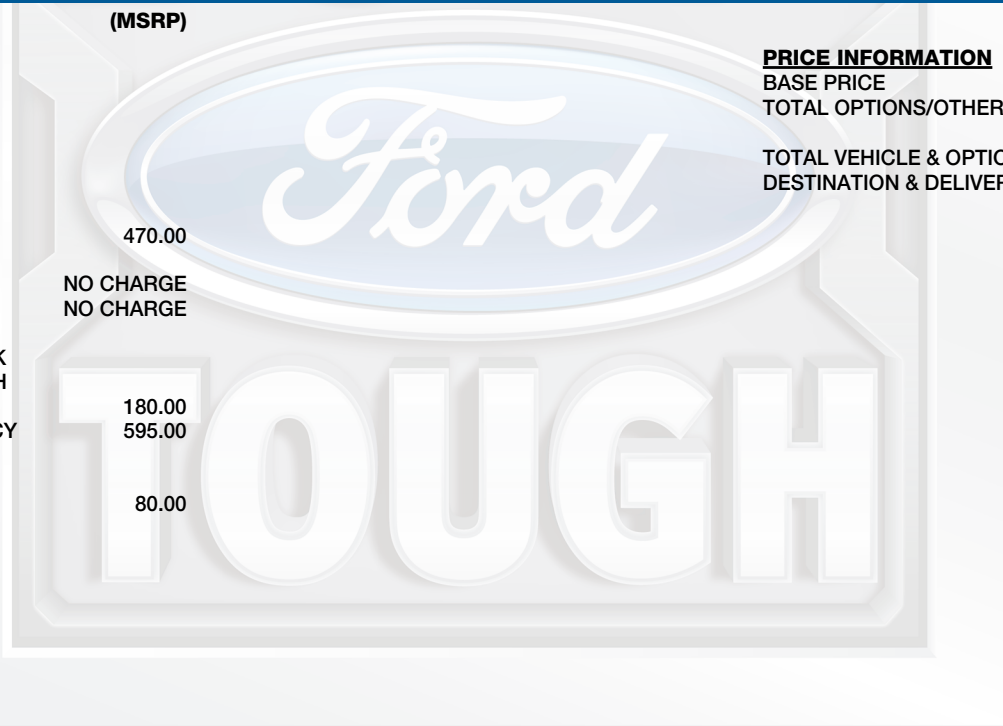 (MSRP)
470.00
NO CHARGE
NO CHARGE
K
H
180.00
CY 595.00
80.00
PRICE INFORMATION
BASE PRICE
TOTAL OPTIONS/OTHER
TOTAL VEHICLE & OPTIO
DESTINATION & DELIVER
Ford
TOUGH